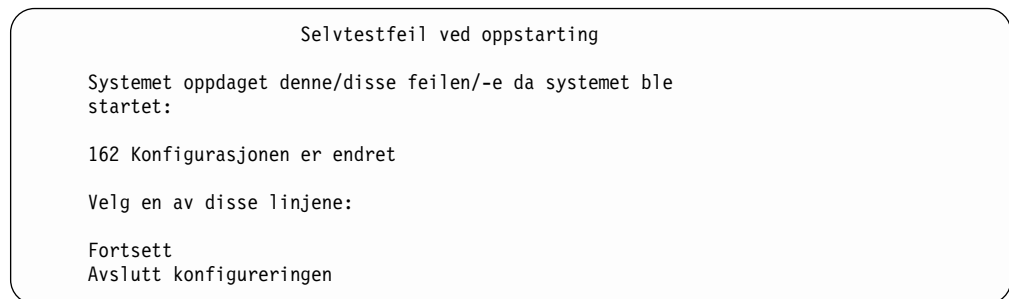 Selvtestfeil ved oppstarting
Systemet oppdaget denne/disse feilen/-e da systemet ble
startet:
162 Konfigurasjonen er endret
Velg en av disse linjene:
Fortsett
Avslutt konfigureringen